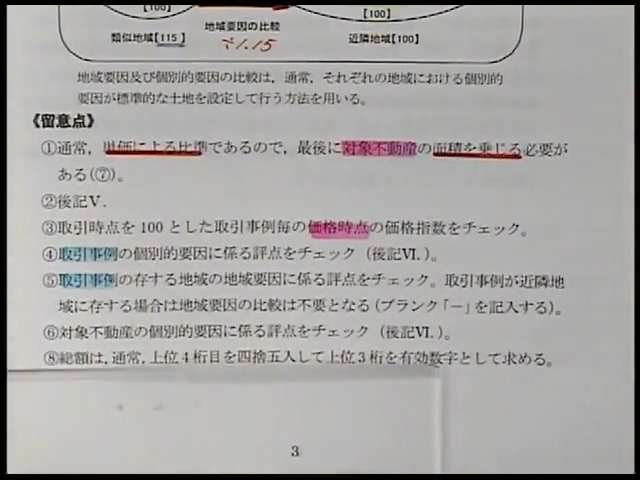 【100】
【100】
地域要因の比較
類似地域【115】
÷1.15
近隣地域【100】
地域要因及び個別的要因の比較は，通常，それぞれの地域における個別的
要因が標準的な土地を設定して行う方法を用いる。
《留意点》
①通常，単価による比準であるので，最後に対象不動産の面積を乗じる必要が
ある（⑦）。
②後記Ⅴ．
③取引時点を 100 とした取引事例毎の価格時点の価格指数をチェック。
④取引事例の個別的要因に係る評点をチェック（後記Ⅵ．）。
⑤取引事例の存する地域の地域要因に係る評点をチェック。取引事例が近隣地
域に存する場合は地域要因の比較は不要となる（ブランク「－」を記入する）。
⑥対象不動産の個別的要因に係る評点をチェック（後記Ⅵ．）。
⑧総額は，通常，上位４桁目を四捨五入して上位３桁を有効数字として求める。
3